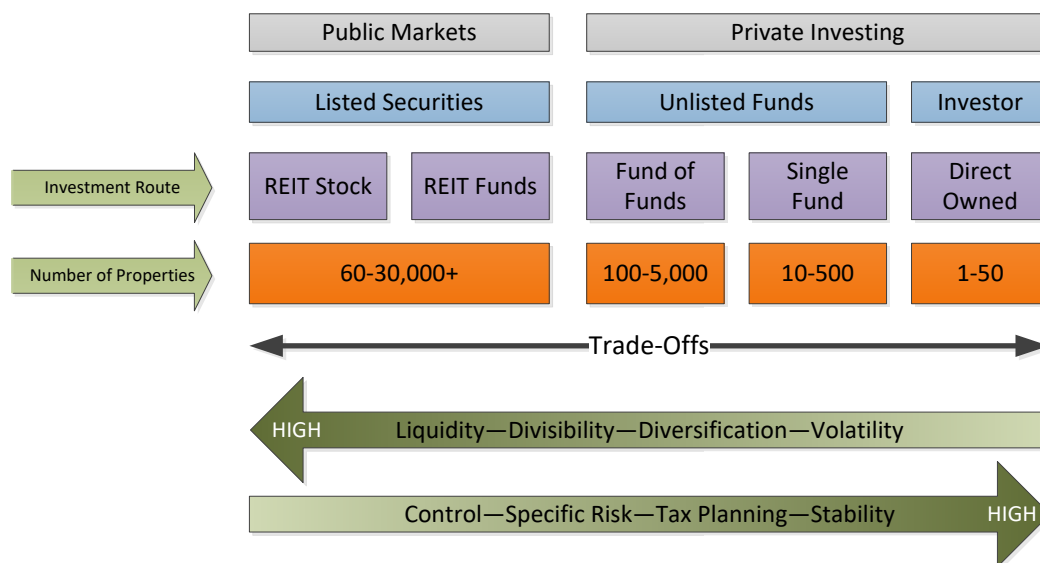 Public Markets
Private Investing
Listed Securities
Unlisted Funds
Investor
Investment Route
REIT Stock
REIT Funds
Fund of
Funds
Single
Fund
Direct
Owned
Number of Properties
60-30,000+
100-5,000
10-500
1-50
Trade-Offs
HIGH
Liquidity—Divisibility—Diversification—Volatility
Control—Specific Risk—Tax Planning—Stability
HIGH